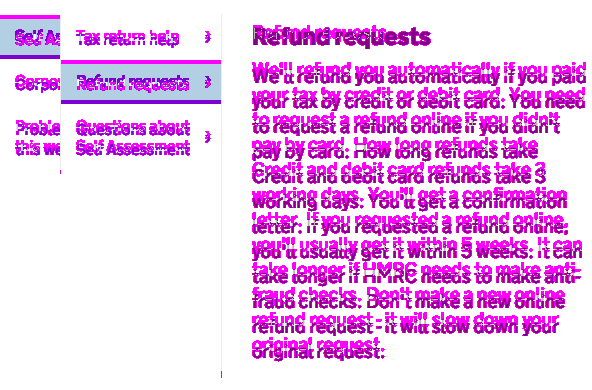 Self A
Corpo
Proble
this we
Tax return help
Refund requests
Questions about
Self Assessment
Refund requests
We'll refund you automatically if you paid
your tax by credit or debit card. You need
to request a refund online if you didn't
pay by card. How long refunds take
Credit and debit card refunds take 3
working days. You'll get a confirmation
letter. If you requested a refund online,
you'll usually get it within 5 weeks. It can
take longer if HMRC needs to make anti-
fraud checks. Don't make a new online
refund request - it will slow down your
original request.